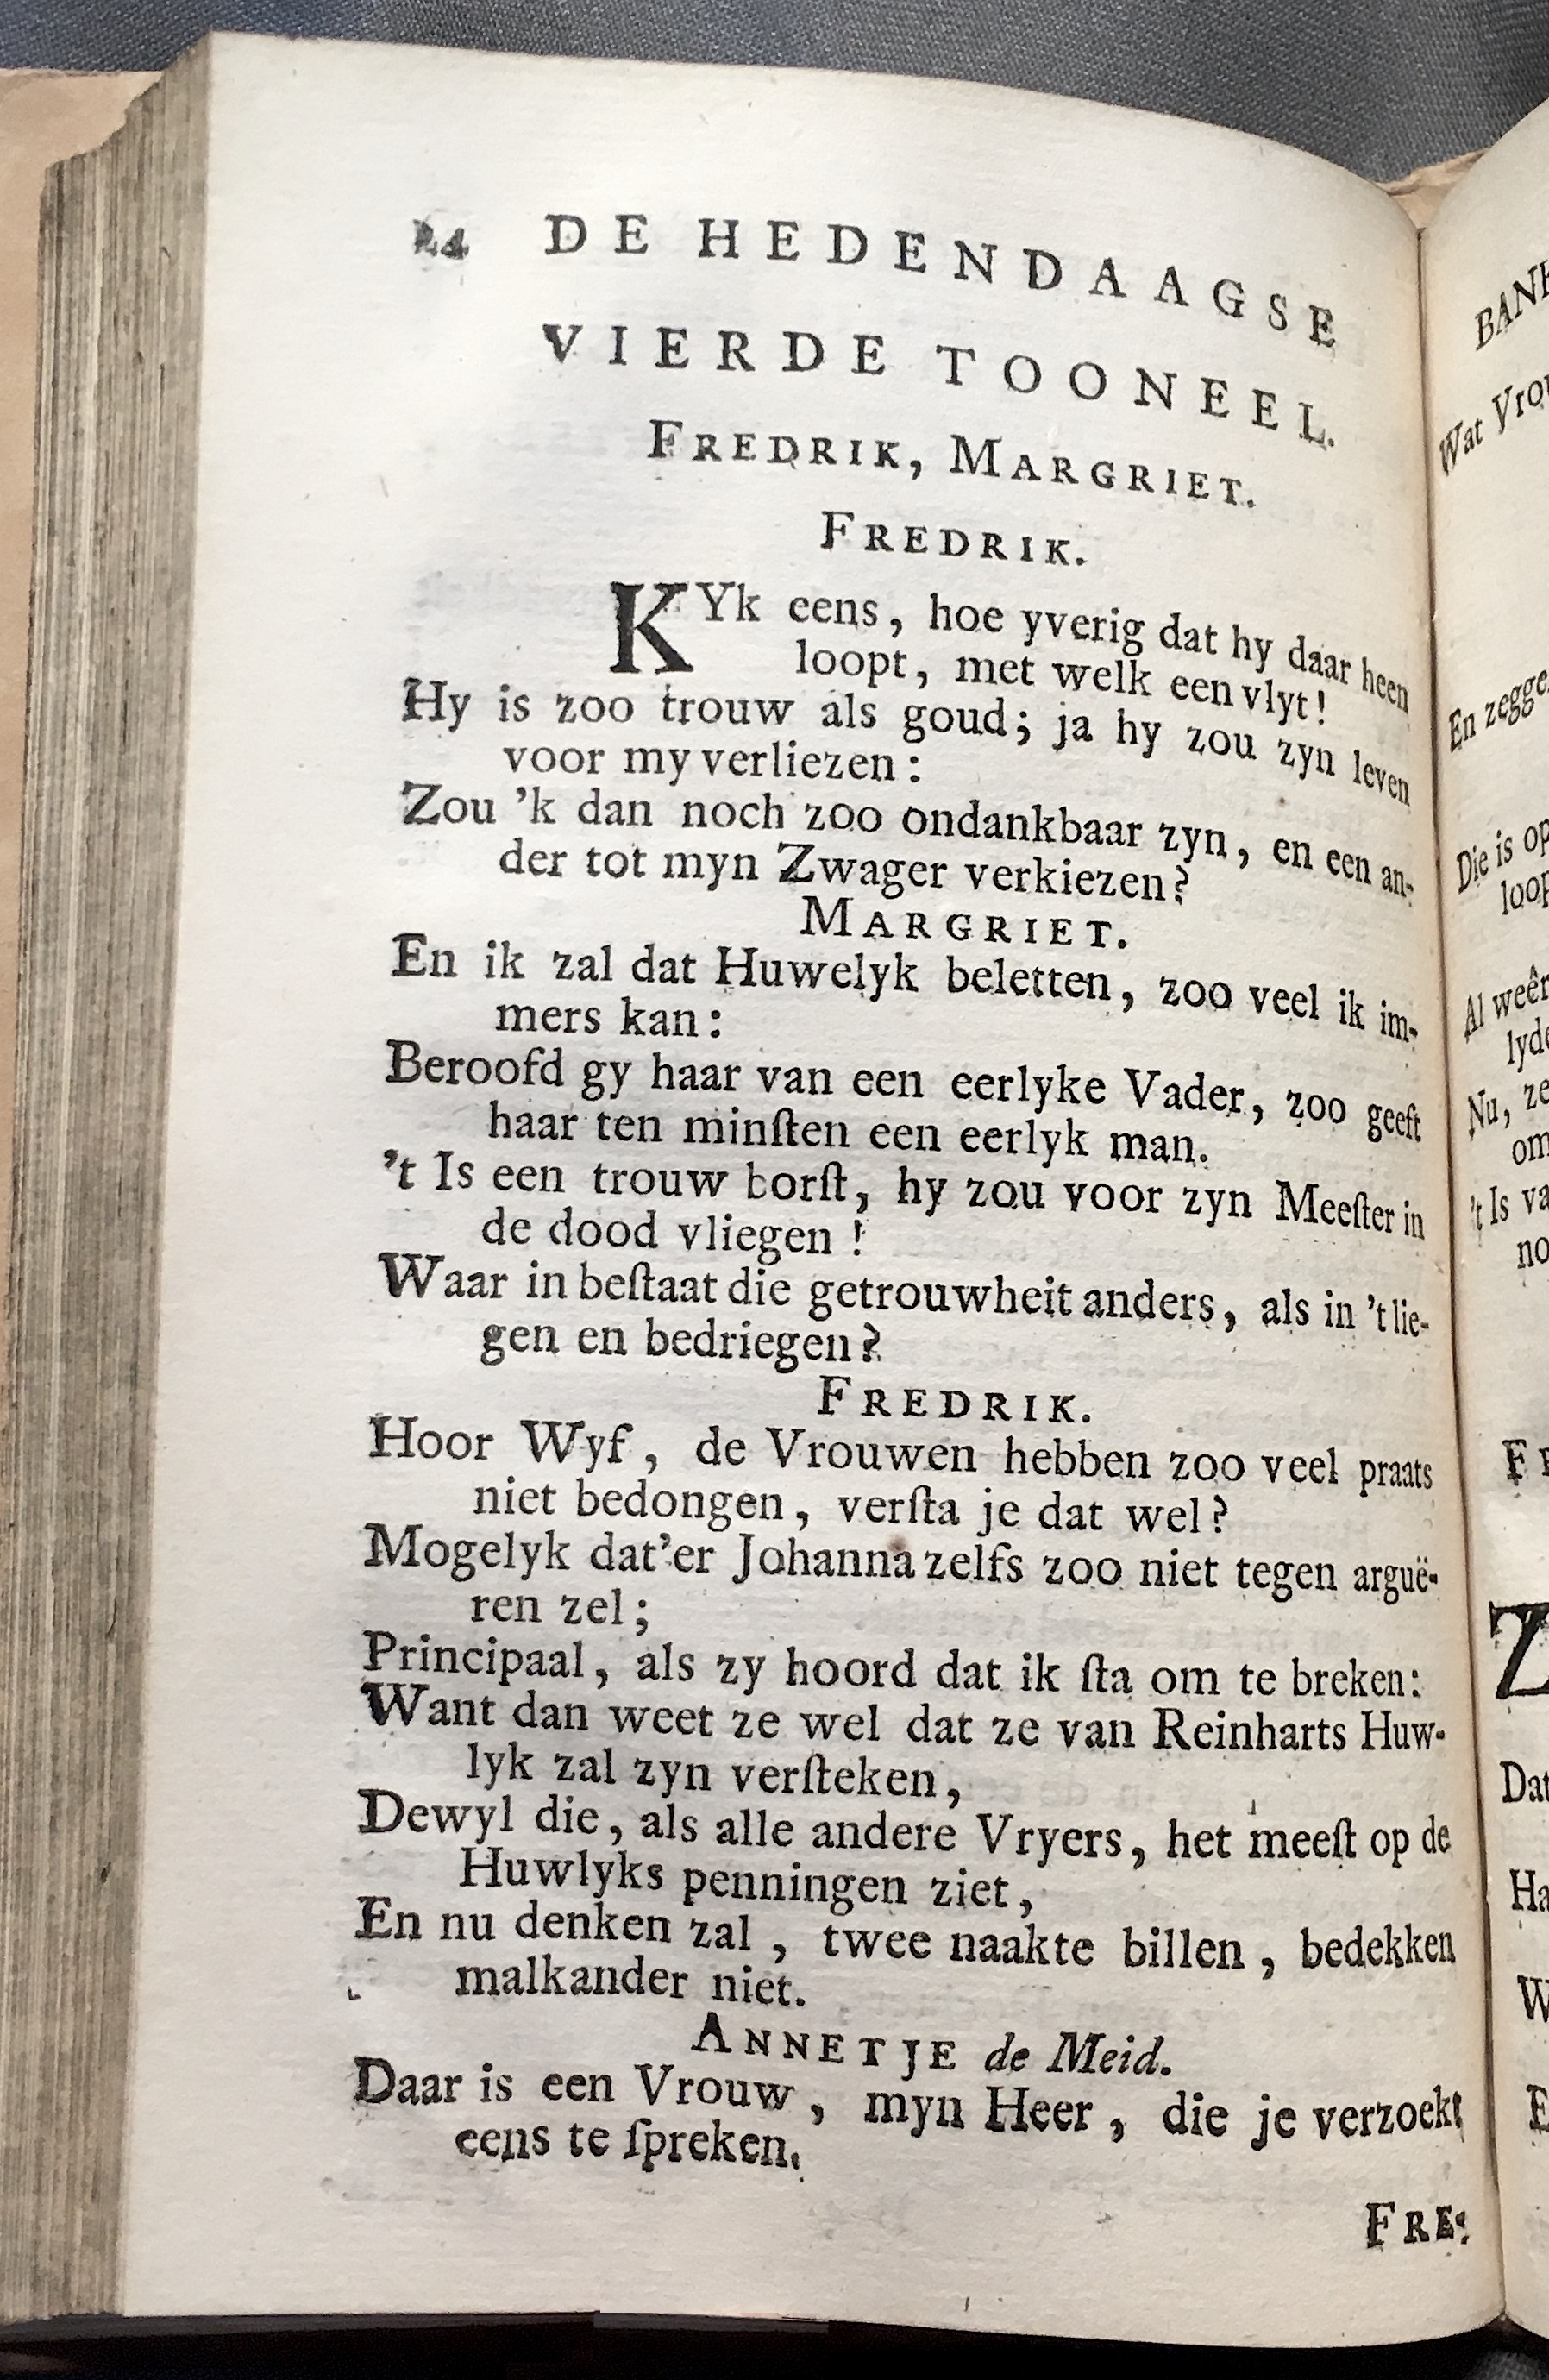 24 DE HEDENDAAGSE
VIERDE TOONEEL.
FREDRIK, MARGRIET.
FREDRIK.
KYk eens, hoe yverig dat hy daar heen
loopt, met welk een vlyt!
Hy is zoo trouw als goud; ja hy zou zyn leven
voor my verliezen:
Zou 'k dan noch zoo ondankbaar zyn, en een an-
der tot myn Zwager verkiezen?
MARGRIET.
En ik zal dat Huwelyk beletten, zoo veel ik im-
mers kan:
Beroofd gy haar van een eerlyke Vader, zoo geeft
haar ten minſten een eerlyk man.
't Is een trouw borſt, hy zou voor zyn Meeſter in
de dood vliegen!
Waar in beſtaat die getrouwheit anders, als in 't lie-
gen en bedriegen?
FREDRIK.
Hoor Wyf, de Vrouwen hebben zoo veel praats
niet bedongen, verſta je dat wel?
Mogelyk dat'er Johanna zelfs zoo niet tegen arguë-
ren zel;
Principaal, als zy hoord dat ik ſta om te breken:
Want dan weet ze wel dat ze van Reinharts Huw-
lyk zal zyn verſteken,
Dewyl die, als alle andere Vryers, het meeſt op de
Huwlyks penningen ziet,
En nu denken zal, twee naakte billen, bedekken
malkander niet.
ANNETJE de Meid.
Daar is een Vrouw, myn Heer, die je verzoekt
eens te ſpreken.
FRE-
Wat
En
Die is
Al
Nu,
't Is